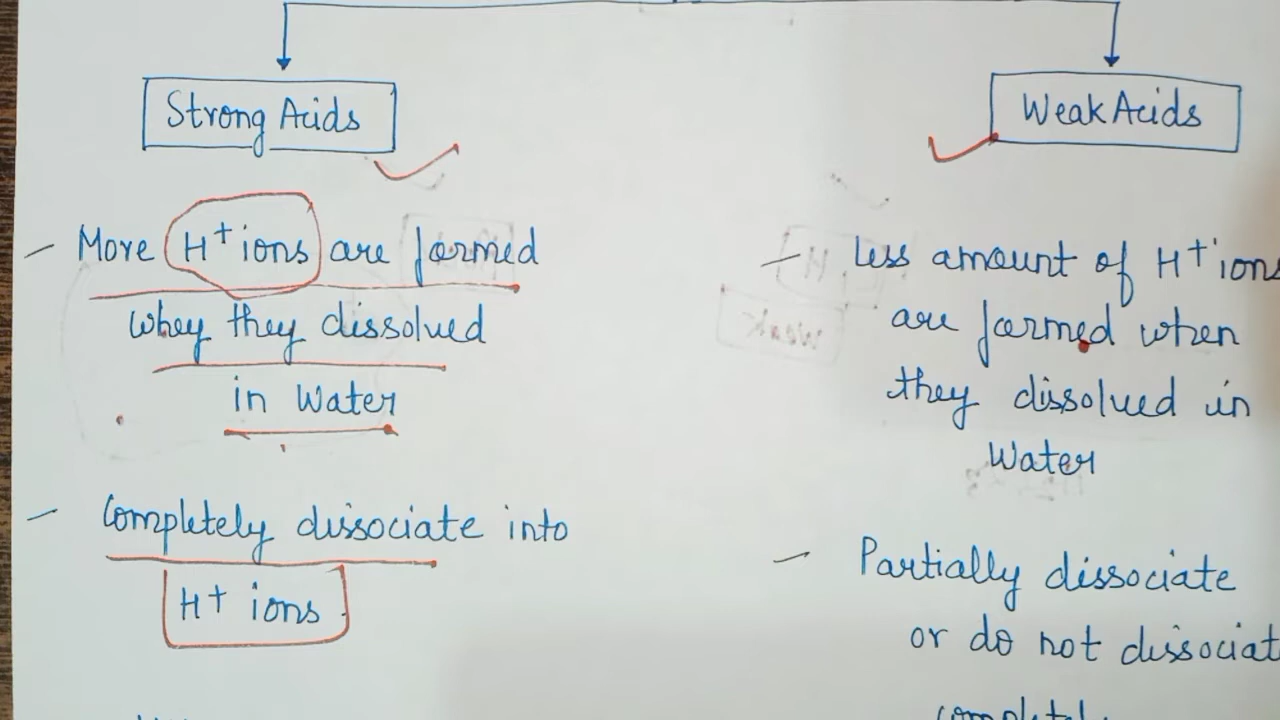 Strong Acids
- More H+ ions are formed
whey they dissolved
in Water
- Completely dissociate into
H+ ions
Weak Acids
- Less amount of H+ ions
are formed when
they dissolved in
Water
- Partially dissociate
or do not dissociat